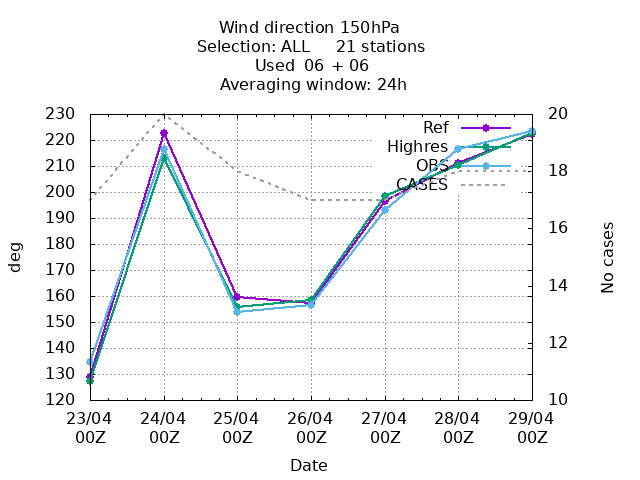 Wind direction 150hPa
Selection: ALL     21 stations
Used  06 + 06
Averaging window: 24h
230
220
210
200
190
180
170
160
150
140
130
120
deg
20
18
16
14
12
10
No cases
Ref
Highres
OBS
CASES
23/04 24/04 25/04 26/04 27/04 28/04 29/04
00Z 00Z 00Z 00Z 00Z 00Z 00Z
Date